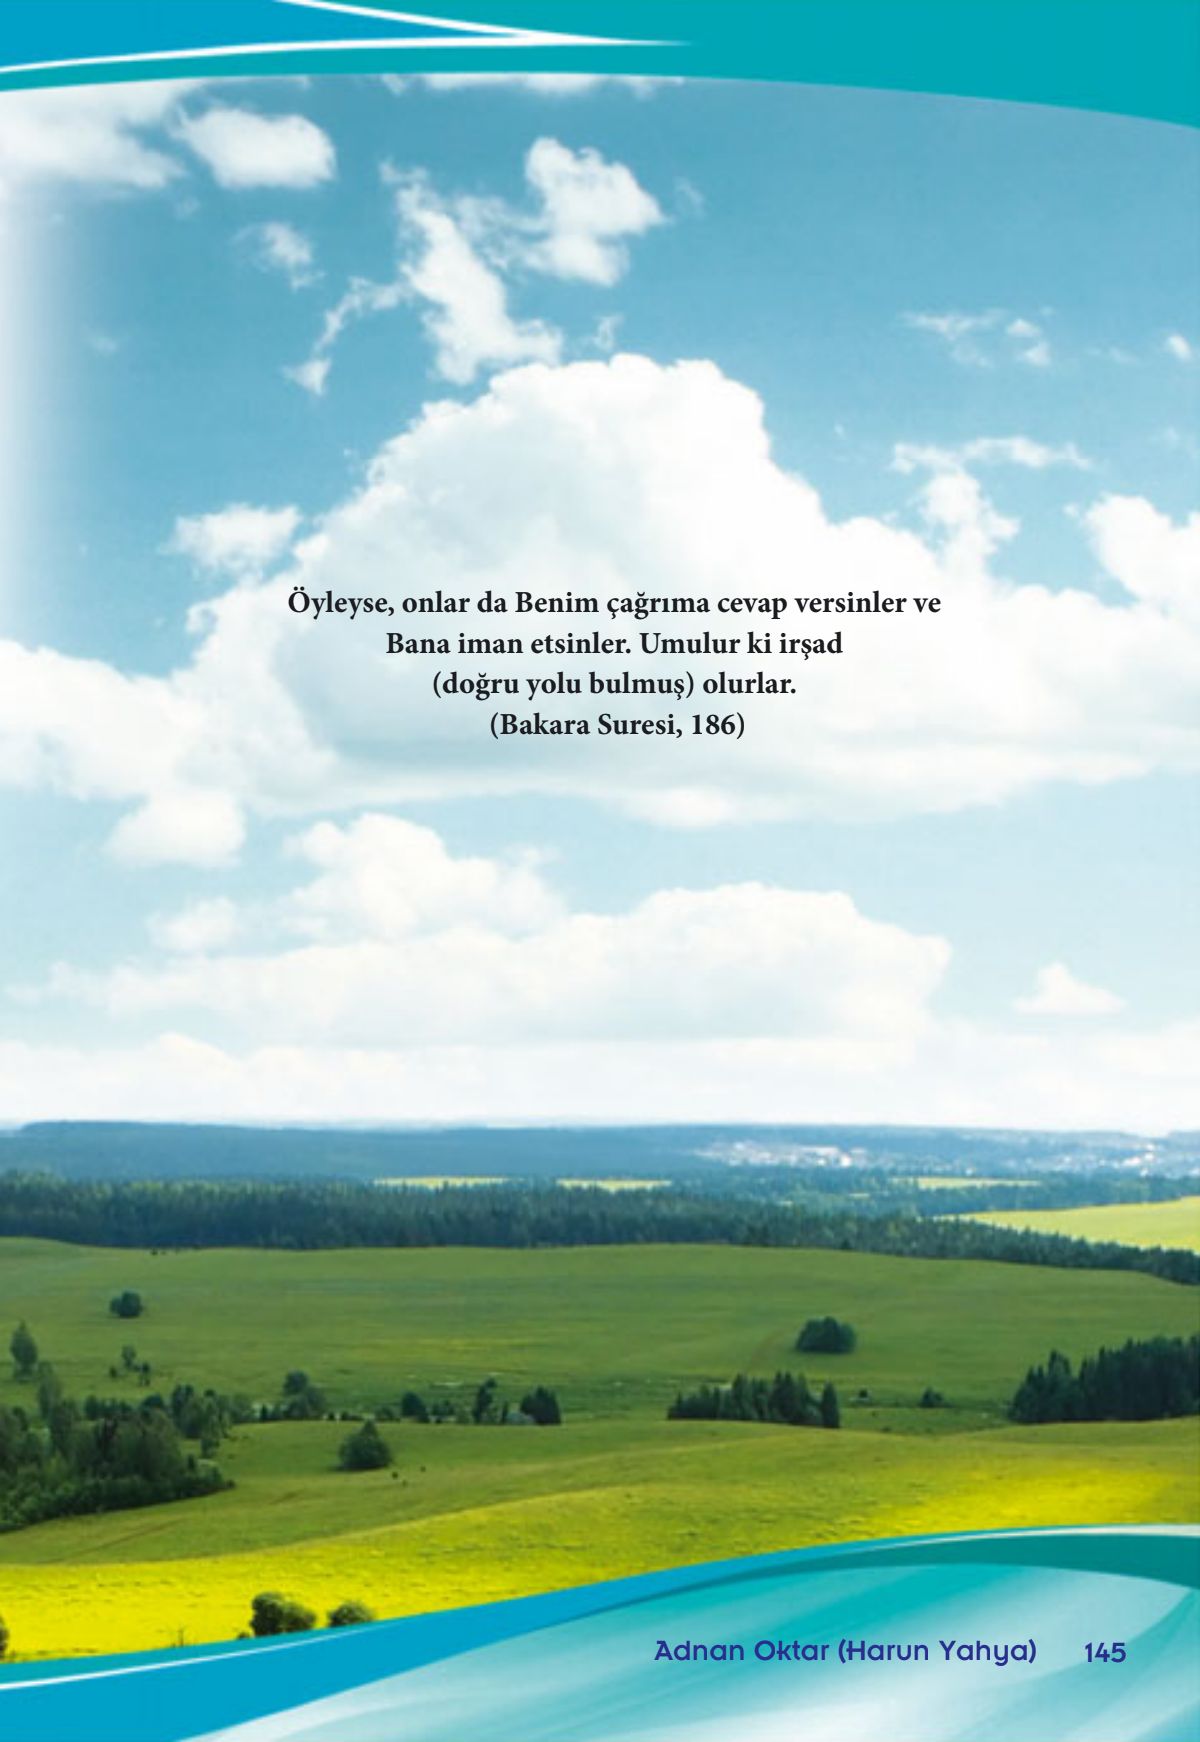 Öyleyse, onlar da Benim çağrıma cevap versinler ve
Bana iman etsinler. Umulur ki irşad
(doğru yolu bulmuş) olurlar.
(Bakara Suresi, 186)
Adnan Oktar (Harun Yahya) 145